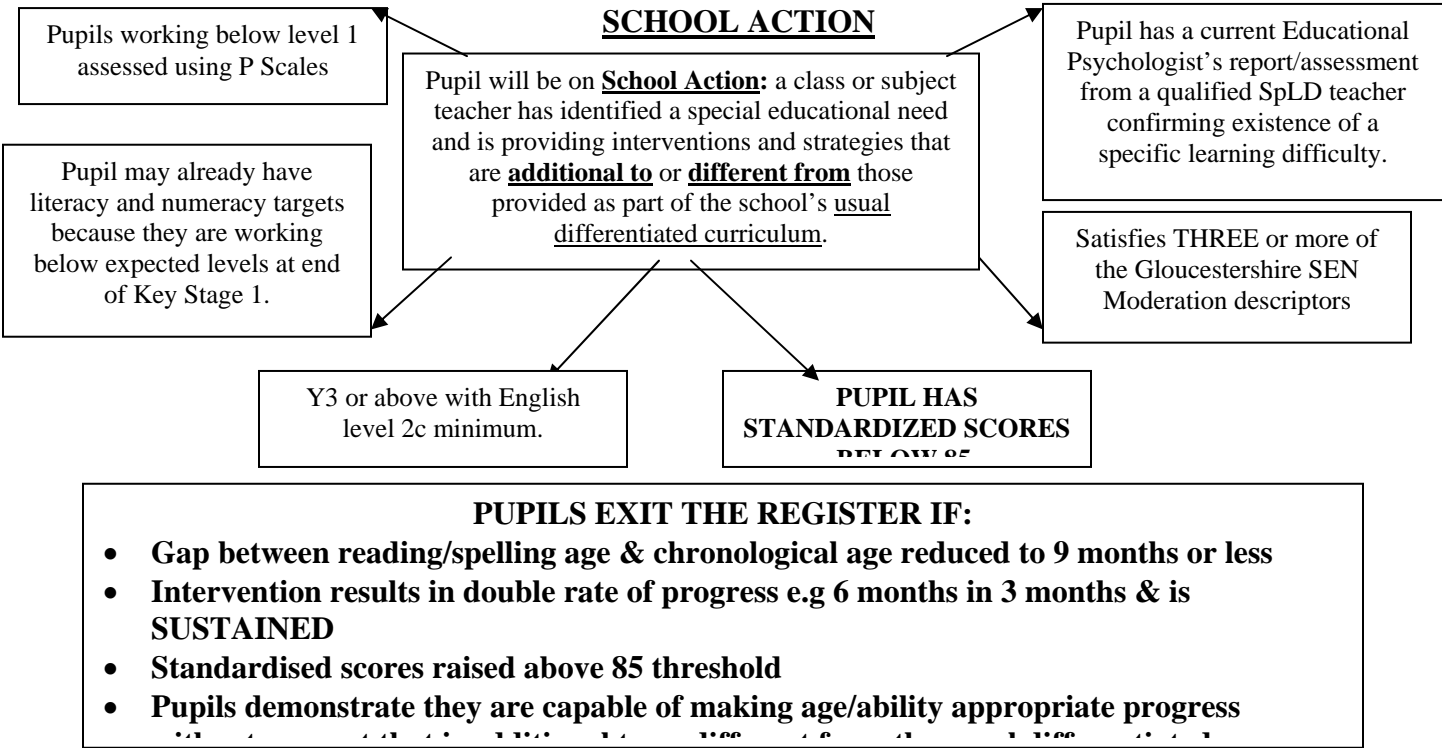 SCHOOL ACTION
Pupils working below level 1
assessed using P Scales
Pupil will be on School Action: a class or subject
teacher has identified a special educational need
and is providing interventions and strategies that
are additional to or different from those
provided as part of the school's usual
differentiated curriculum.
Pupil has a current Educational
Psychologist's report/assessment
from a qualified SpLD teacher
confirming existence of a
specific learning difficulty.
Pupil may already have
literacy and numeracy targets
because they are working
below expected levels at end
of Key Stage 1.
Satisfies THREE or more of
the Gloucestershire SEN
Moderation descriptors
Y3 or above with English
level 2c minimum.
PUPIL HAS
STANDARDIZED SCORES
BELOW 85
PUPILS EXIT THE REGISTER IF:
• Gap between reading/spelling age & chronological age reduced to 9 months or less
• Intervention results in double rate of progress e.g 6 months in 3 months & is
SUSTAINED
• Standardised scores raised above 85 threshold
• Pupils demonstrate they are capable of making age/ability appropriate progress